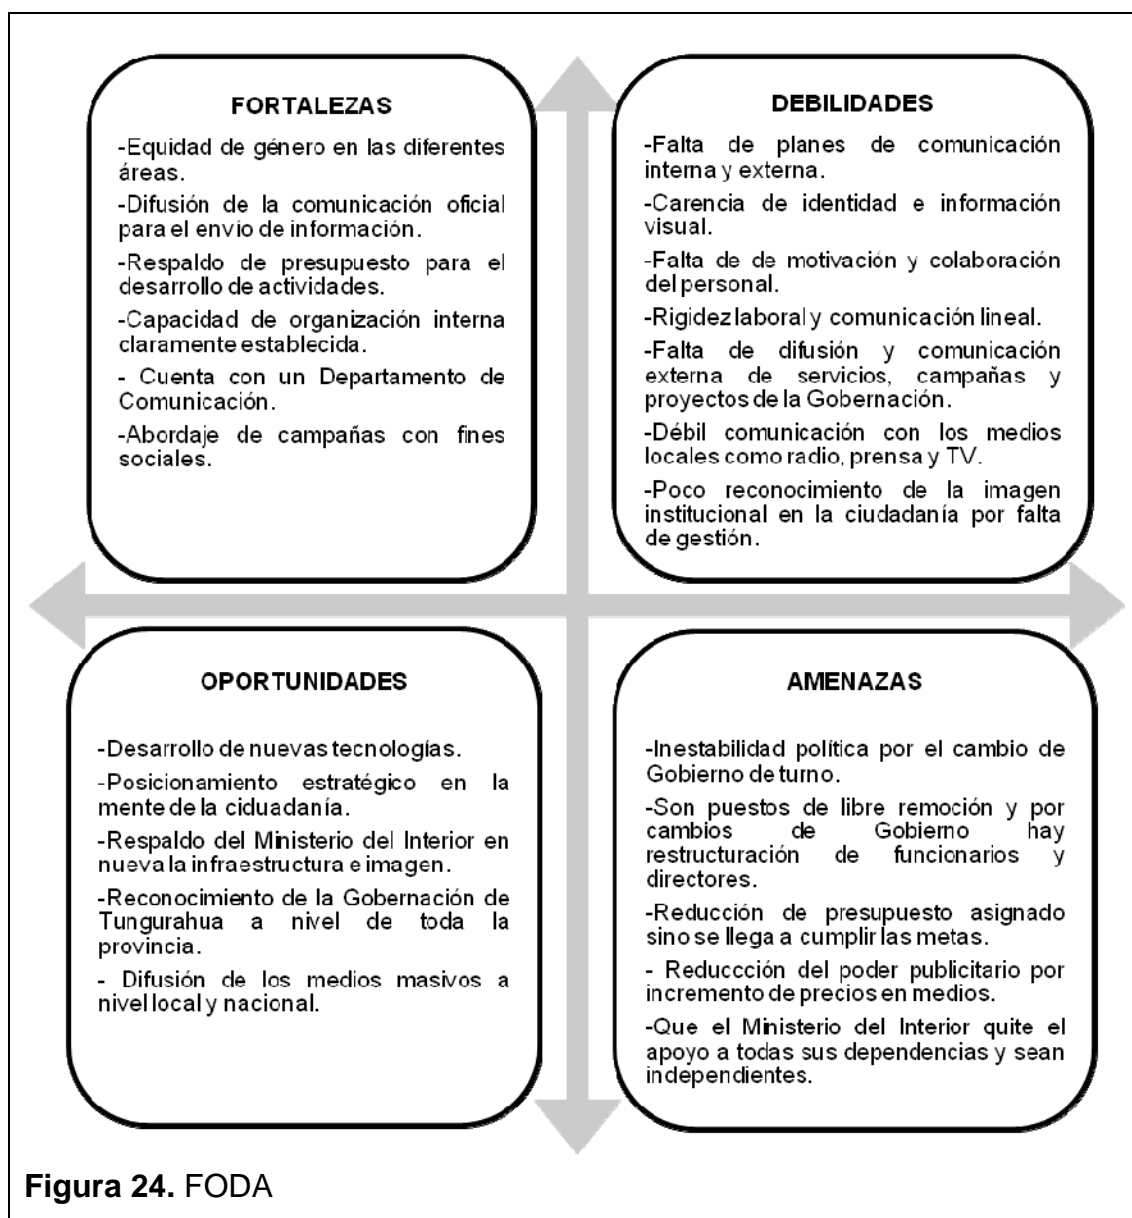 FORTALEZAS
-Equidad de género en las diferentes
áreas.
-Difusión de la comunicación oficial
para el envío de información.
-Respaldo de presupuesto para el
desarrollo de actividades.
-Capacidad de organización interna
claramente establecida.
- Cuenta con un Departamento de
Comunicación.
-Abordaje de campañas con fines
sociales.
DEBILIDADES
-Falta de planes de comunicación
interna y externa.
-Carencia de identidad e información
visual.
-Falta de de motivación y colaboración
del personal.
-Rigidez laboral y comunicación lineal.
-Falta de difusión y comunicación
externa de servicios, campañas y
proyectos de la Gobernación.
-Débil comunicación con los medios
locales como radio, prensa y TV.
-Poco reconocimiento de la imagen
institucional en la ciudadanía por falta
de gestión.
OPORTUNIDADES
-Desarrollo de nuevas tecnologías.
-Posicionamiento estratégico en la
mente de la ciduadanía.
-Respaldo del Ministerio del Interior en
nueva la infraestructura e imagen.
-Reconocimiento de la Gobernación de
Tungurahua a nivel de toda la
provincia.
- Difusión de los medios masivos a
nivel local y nacional.
AMENAZAS
-Inestabilidad política por el cambio de
Gobierno de turno.
-Son puestos de libre remoción y por
cambios de Gobierno hay
restructuración de funcionarios y
directores.
-Reducción de presupuesto asignado
sino se llega a cumplir las metas.
- Reduccción del poder publicitario por
incremento de precios en medios.
-Que el Ministerio del Interior quite el
apoyo a todas sus dependencias y sean
independientes.
Figura 24. FODA